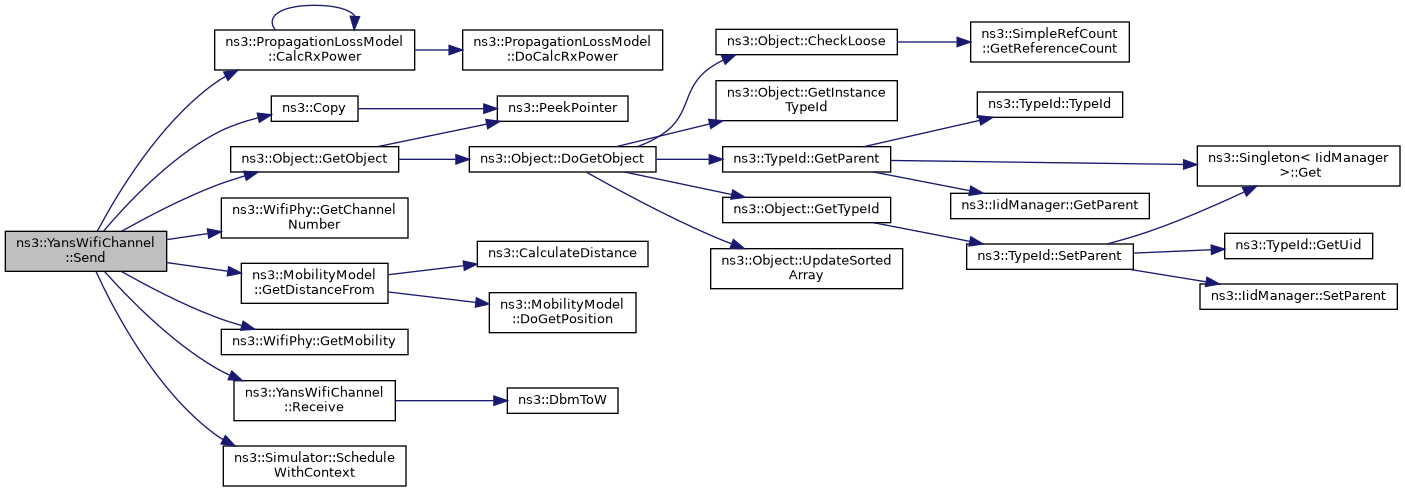 ns3::YansWifiChannel
::Send
ns3::PropagationLossModel
::CalcRxPower
ns3::PropagationLossModel
::DoCalcRxPower
ns3::Copy
ns3::PeekPointer
ns3::Object::GetObject
ns3::Object::DoGetObject
ns3::Object::CheckLoose
ns3::SimpleRefCount
::GetReferenceCount
ns3::Object::GetInstance
TypeId
ns3::TypeId::GetParent
ns3::TypeId::TypeId
ns3::Singleton< IidManager
>::Get
ns3::IidManager::GetParent
ns3::Object::GetTypeId
ns3::TypeId::SetParent
ns3::TypeId::GetUid
ns3::IidManager::SetParent
ns3::Object::UpdateSorted
Array
ns3::WifiPhy::GetChannel
Number
ns3::MobilityModel
::GetDistanceFrom
ns3::CalculateDistance
ns3::MobilityModel
::DoGetPosition
ns3::WifiPhy::GetMobility
ns3::YansWifiChannel
::Receive
ns3::DbmToW
ns3::Simulator::Schedule
WithContext